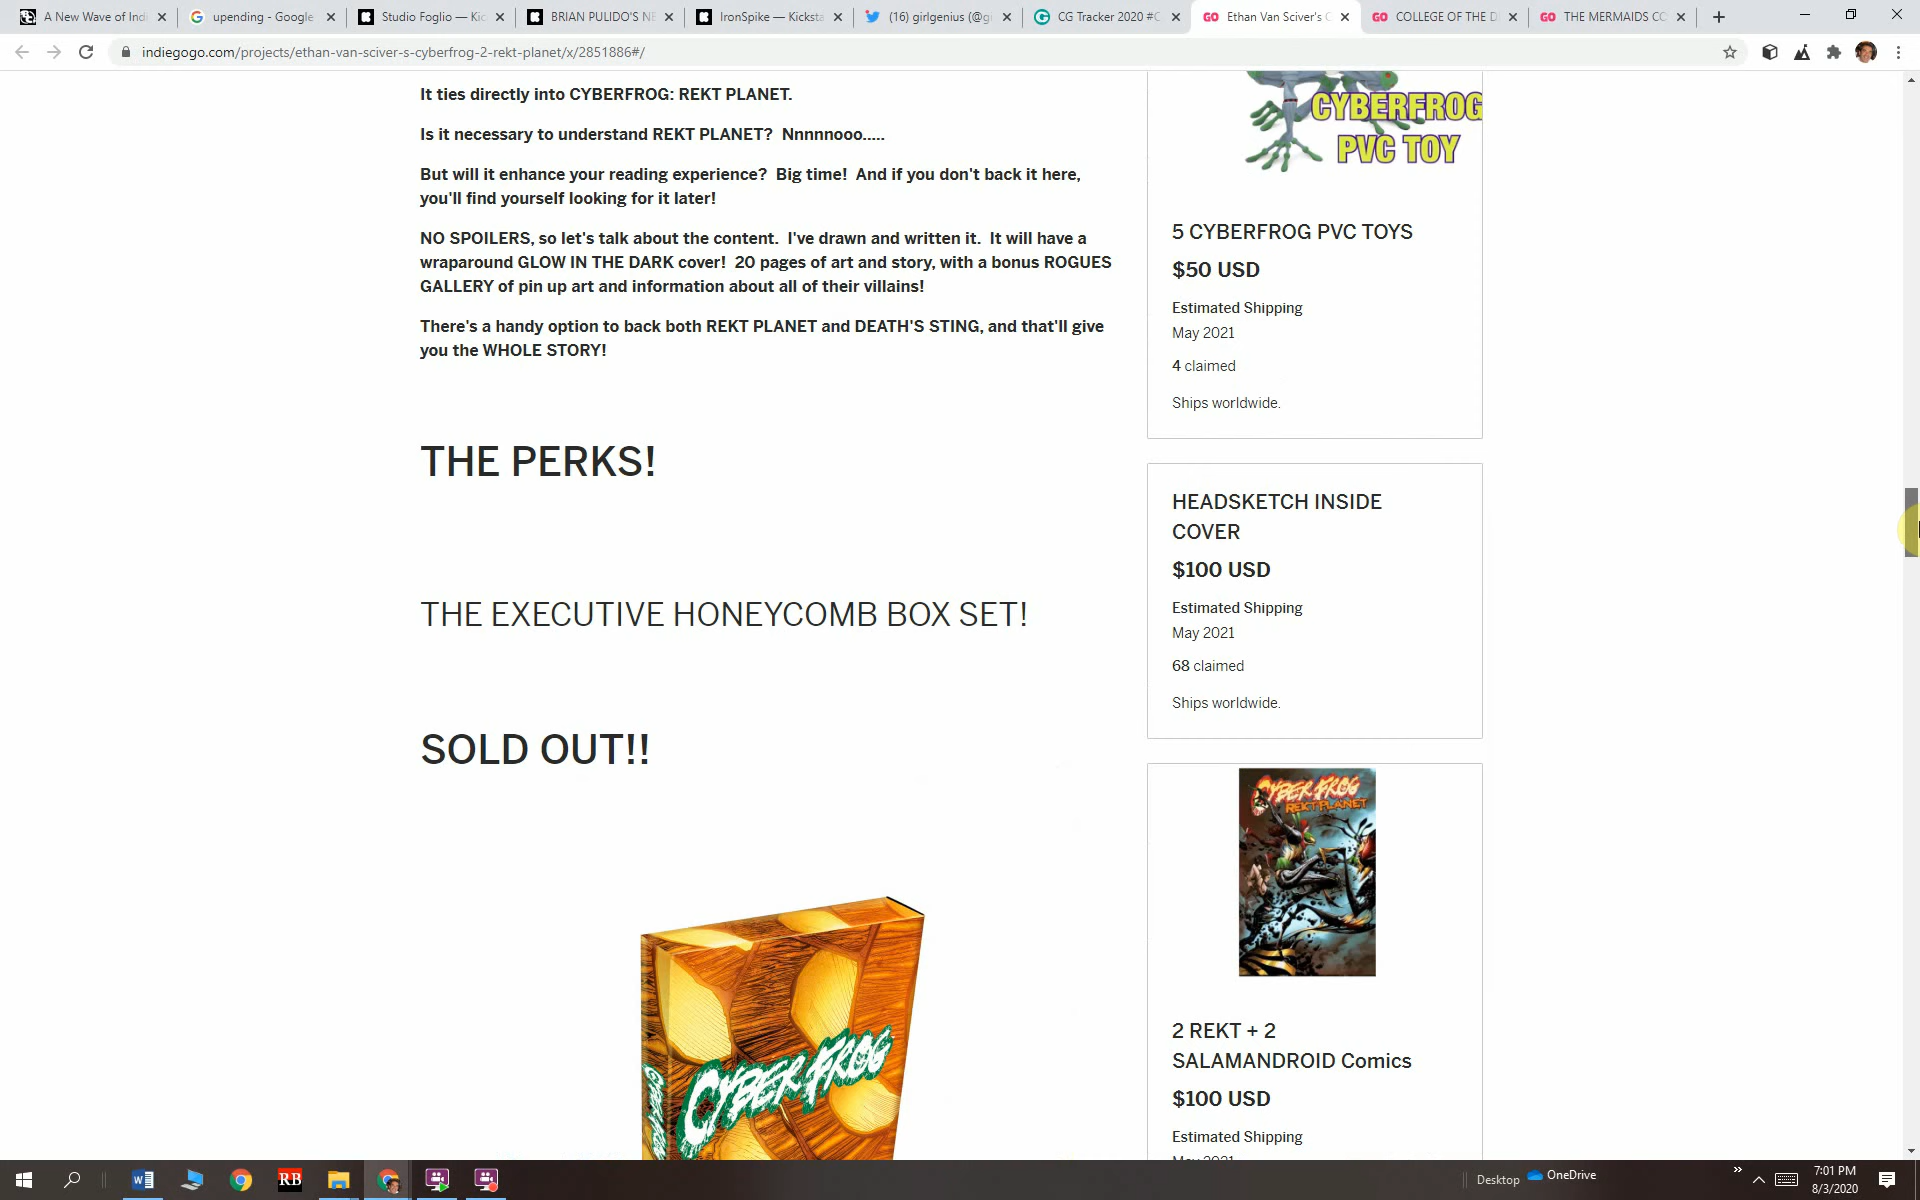 A New Wave of Indi
upending - Google
Studio Foglio — Kic
BRIAN PULIDO'S NE
IronSpike — Kicksta
(16) girlgenius (@gi
CG Tracker 2020 #C
GO Ethan Van Sciver's C
GO COLLEGE OF THE D
GO THE MERMAIDS CO
indiegogo.com/projects/ethan-van-sciver-s-cyberfrog-2-rekt-planet/x/2851886#/
It ties directly into CYBERFROG: REKT PLANET.
Is it necessary to understand REKT PLANET? Nnnnnooo.....
But will it enhance your reading experience? Big time! And if you don't back it here,
you'll find yourself looking for it later!
NO SPOILERS, so let's talk about the content. I've drawn and written it. It will have a
wraparound GLOW IN THE DARK cover! 20 pages of art and story, with a bonus ROGUES
GALLERY of pin up art and information about all of their villains!
There's a handy option to back both REKT PLANET and DEATH'S STING, and that'll give
you the WHOLE STORY!
THE PERKS!
THE EXECUTIVE HONEYCOMB BOX SET!
SOLD OUT!!
CYBERFROG
CYBERFROG
CYBERFROG
PVC TOY
5 CYBERFROG PVC TOYS
$50 USD
Estimated Shipping
May 2021
4 claimed
Ships worldwide.
HEADSKETCH INSIDE
COVER
$100 USD
Estimated Shipping
May 2021
68 claimed
Ships worldwide.
CYBERFROG
REKT PLANET
2 REKT + 2
SALAMANDROID Comics
$100 USD
Estimated Shipping
May 2021
RB
Desktop
OneDrive
7:01 PM
8/3/2020